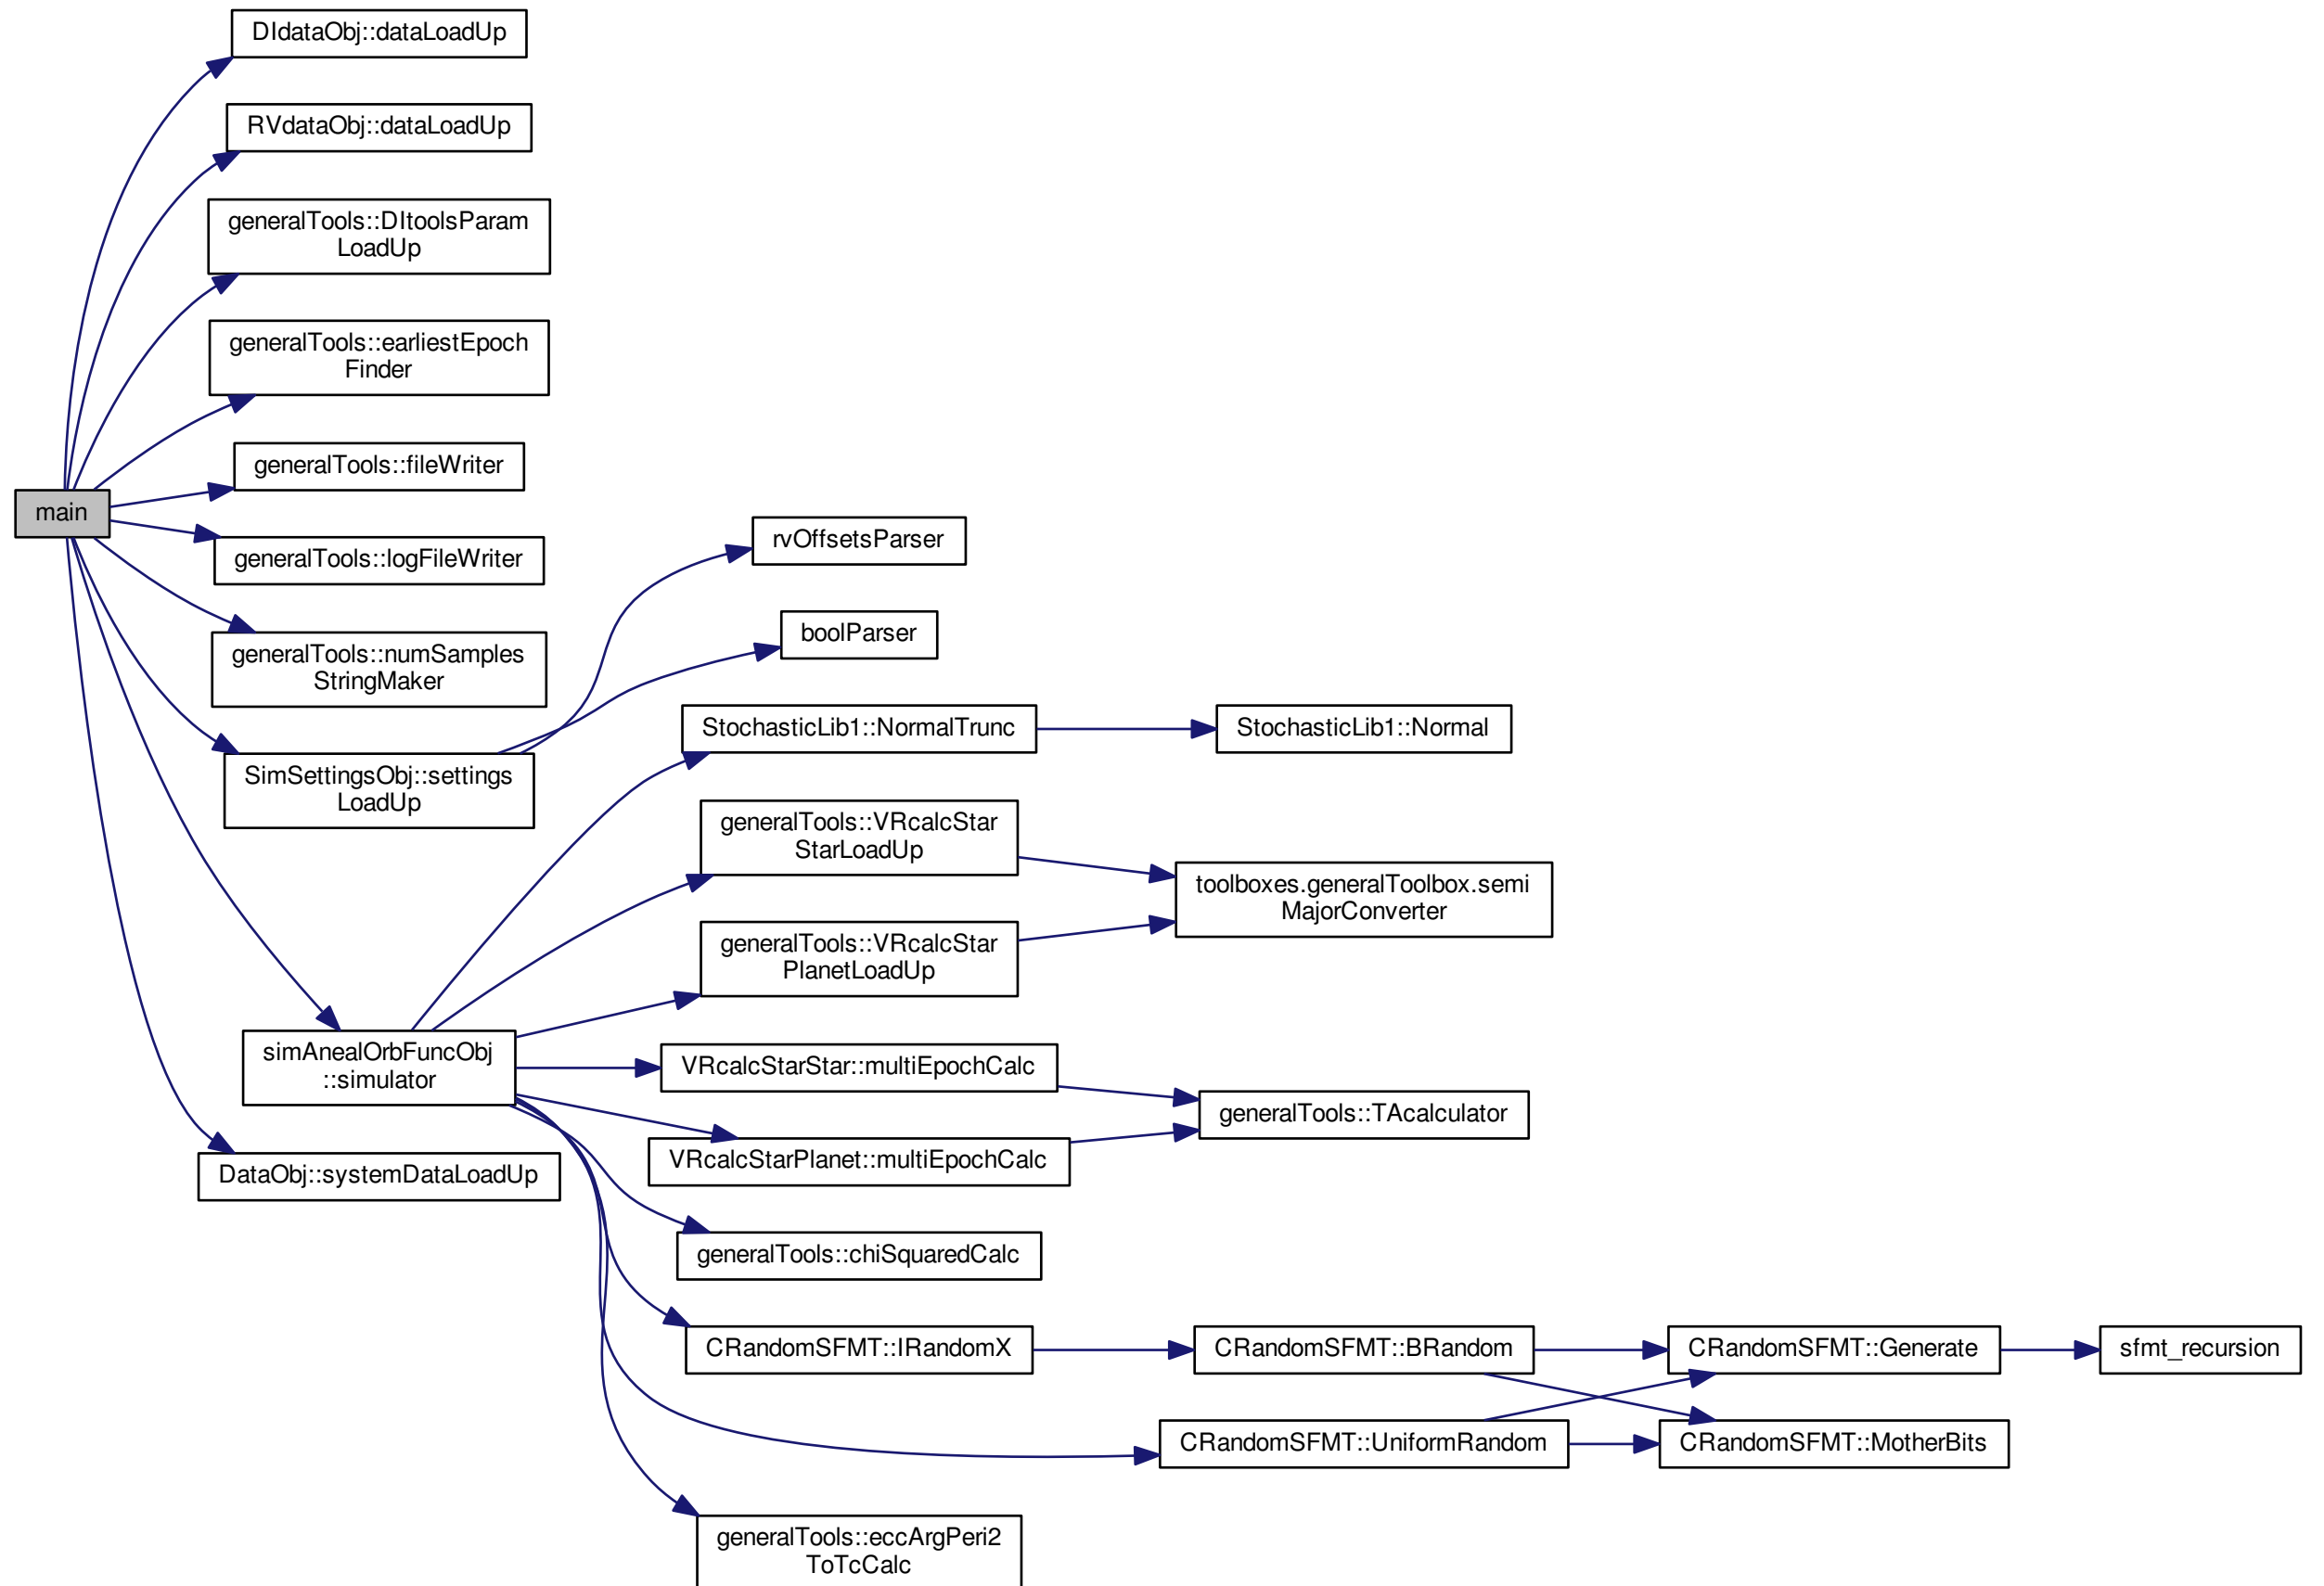 DIdataObj::dataLoadUp
RVdataObj::dataLoadUp
generalTools::DItoolsParam
LoadUp
generalTools::earliestEpoch
Finder
generalTools::fileWriter
main
generalTools::logFileWriter
rvOffsetsParser
generalTools::numSamples
StringMaker
boolParser
SimSettingsObj::settings
LoadUp
StochasticLib1::NormalTrunc
StochasticLib1::Normal
generalTools::VRcalcStar
StarLoadUp
toolboxes.generalToolbox.semi
MajorConverter
generalTools::VRcalcStar
PlanetLoadUp
simAnealOrbFuncObj
::simulator
VRcalcStarStar::multiEpochCalc
generalTools::TAcalculator
VRcalcStarPlanet::multiEpochCalc
DataObj::systemDataLoadUp
generalTools::chiSquaredCalc
CRandomSFMT::IRandomX
CRandomSFMT::BRandom
CRandomSFMT::Generate
sfmt_recursion
CRandomSFMT::UniformRandom
CRandomSFMT::MotherBits
generalTools::eccArgPeri2
ToTcCalc